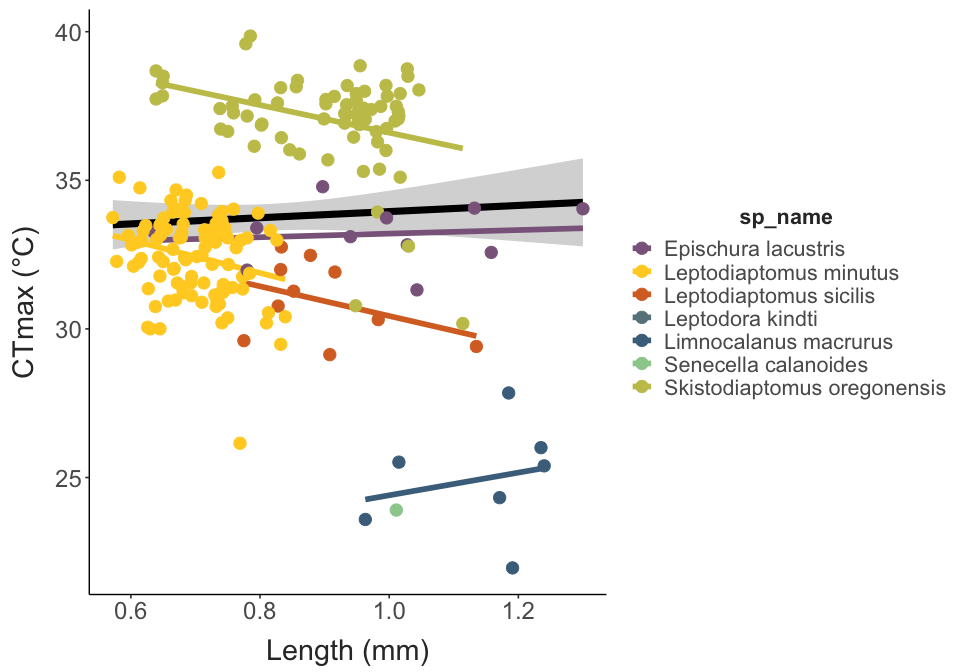 40
35
30
25
CTmax (°C)
0.6 0.8 1.0 1.2
Length (mm)
sp_name
Epischura lacustris
Leptodiaptomus minutus
Leptodiaptomus sicilis
Leptodora kindti
Limnocalanus macrurus
Senecella calanoides
Skistodiaptomus oregonensis